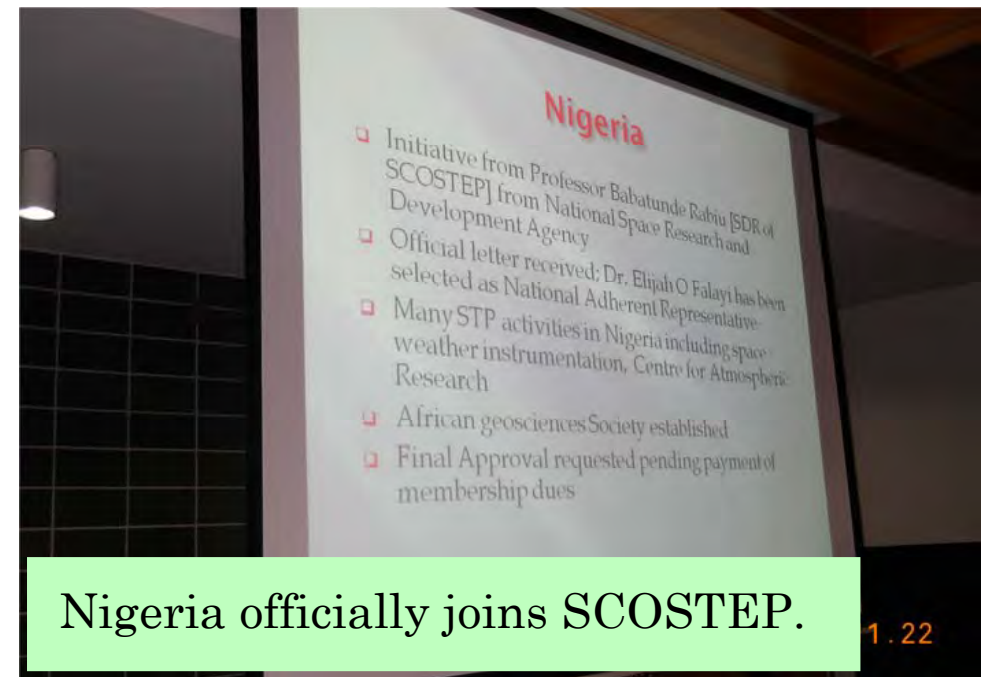 Nigeria
Initiative from Professor Babatunde Rabiu [SDR of
SCOSTEP] from National Space Research and
Development Agency
Official letter received; Dr. Elijah O Falayi has been
selected as National Adherent Representative
Many STP activities in Nigeria including space
weather instrumentation, Centre for Atmospheric
Research
African geosciences Society established
Final Approval requested pending payment of
membership dues
Nigeria officially joins SCOSTEP.
1.22